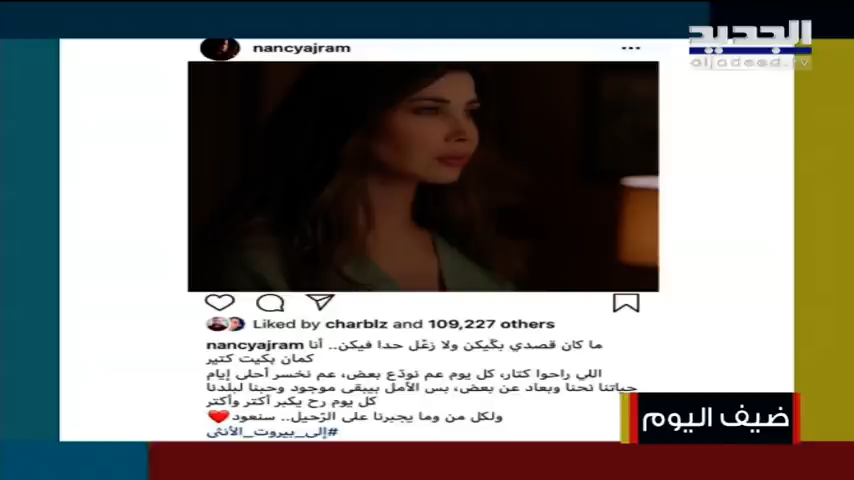 الجديد
aljadeed.tv
nancyajram
Liked by charblz and 109,227 others
nancyajram ما كان قصدي بكّيكن ولا زعّل حدا فيكن.. أنا
كمان بكيت كتير
اللي راحوا كتار، كل يوم عم نودّع بعض، عم نخسر أحلى إيام
حياتنا نحنا وبعاد عن بعض، بس الأمل بيبقى موجود وحبنا لبلدنا
كل يوم رح يكبر أكتر وأكتر
ولكل من وما يجبرنا على الرّحيل.. سنعود❤️
#إلى_بيروت_الأنثى
ضيف اليوم